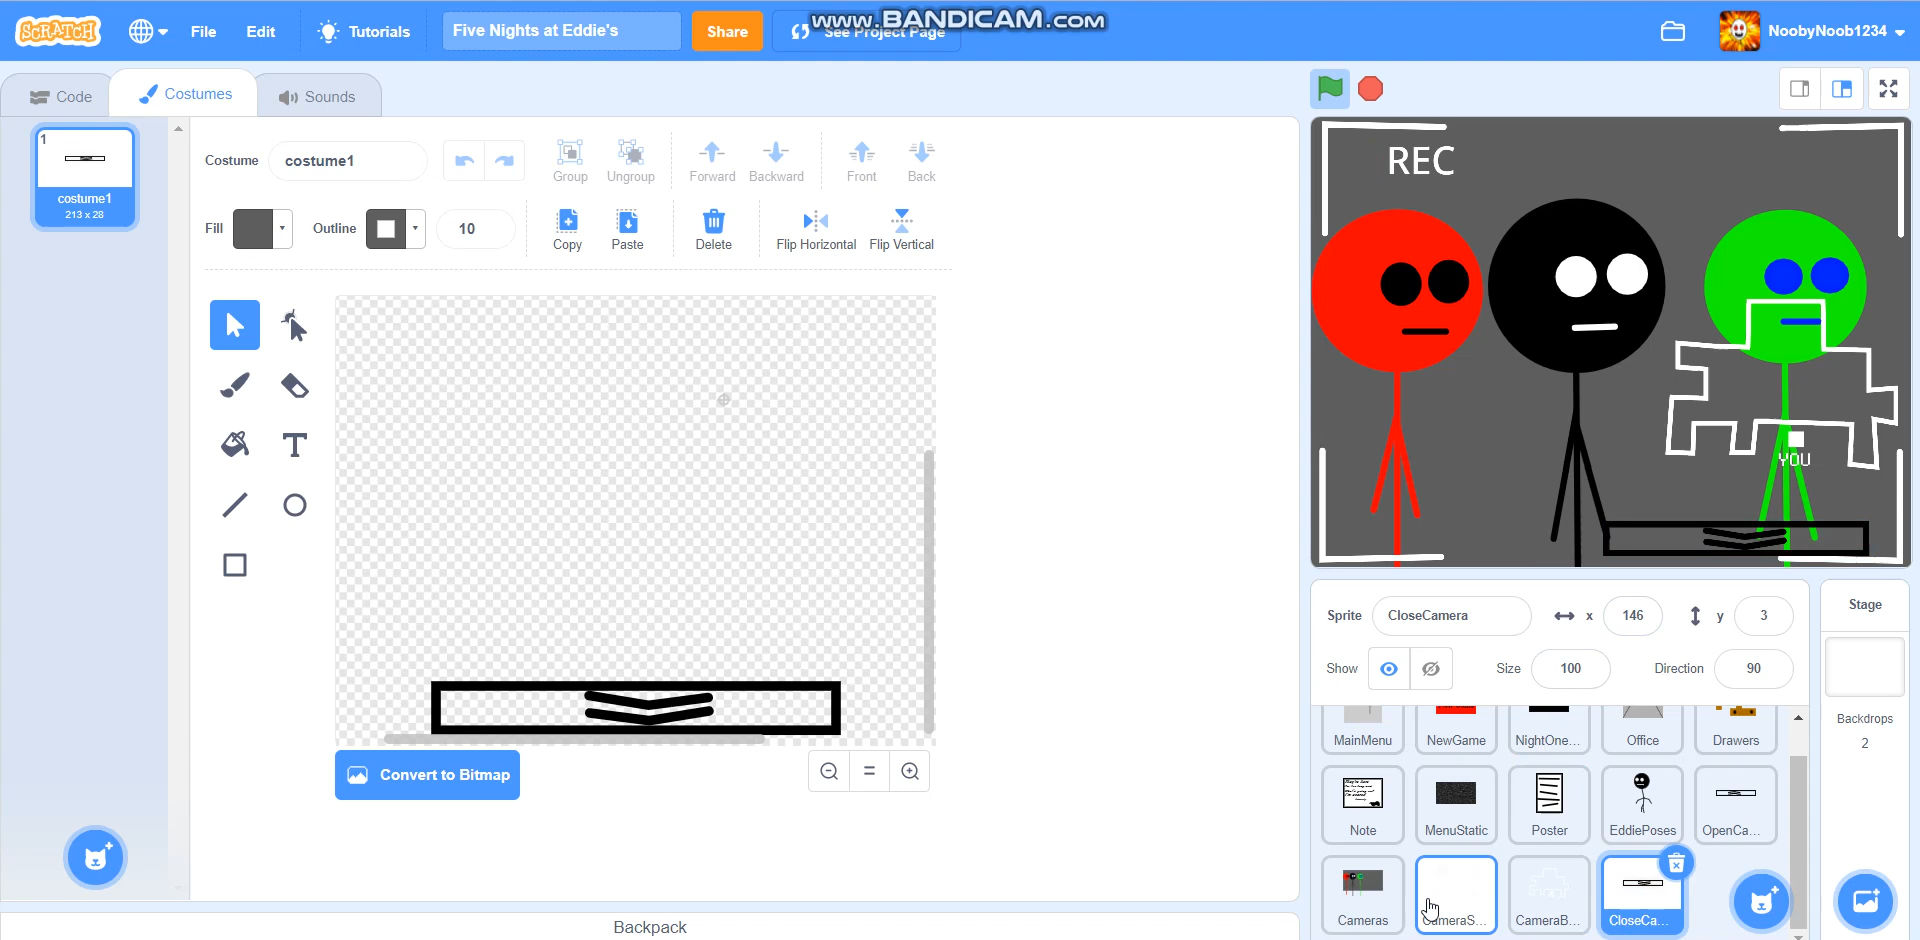 SCRATCH File Edit Tutorials Five Nights at Eddie's Share See Project Page NoobyNoob1234
www.BANDICAM.com
Code Costumes Sounds
1
costume1
213 x 28
Costume costume1 Group Ungroup Forward Backward Front Back
Fill Outline 10 Copy Paste Delete Flip Horizontal Flip Vertical
Convert to Bitmap
Backpack
REC
YOU
Sprite CloseCamera x 146 y 3
Show Size 100 Direction 90
MainMenu NewGame NightOne... Office Drawers
Note MenuStatic Poster EddiePoses OpenCa...
Cameras CameraS... CameraB... CloseCa...
Stage
Backdrops
2